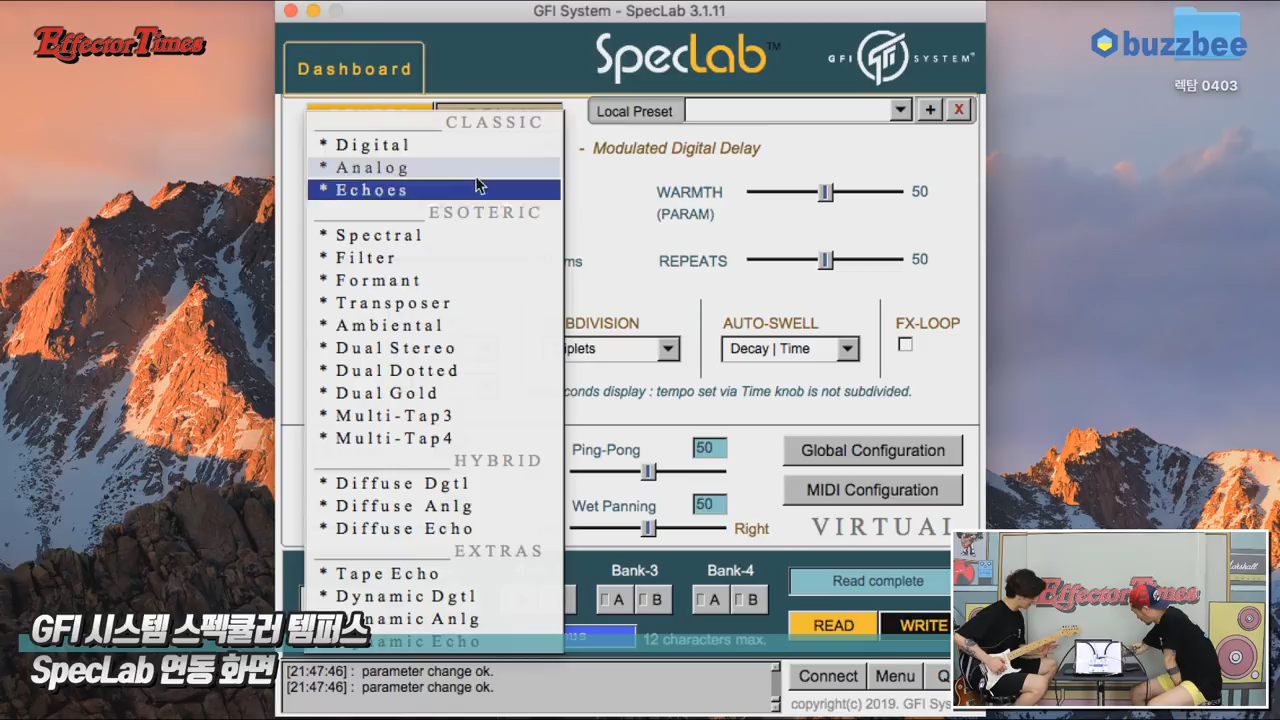 GFI System - SpecLab 3.1.11
EffectorTimes
buzzbee
렉탐 0403
Dashboard
SpecLab™
GFI SYSTEM
Local Preset
+
X
CLASSIC
* Digital
* Analog
* Echoes
ESOTERIC
* Spectral
* Filter
* Formant
* Transposer
* Ambiental
* Dual Stereo
* Dual Dotted
* Dual Gold
* Multi-Tap3
* Multi-Tap4
HYBRID
* Diffuse Dgtl
* Diffuse Anlg
* Diffuse Echo
EXTRAS
* Tape Echo
* Dynamic Dgtl
- Modulated Digital Delay
WARMTH
50
(PARAM)
ms
REPEATS
50
AUTO-SWELL
FX-LOOP
Decay | Time
display : tempo set via Time knob is not subdivided.
Ping-Pong
50
Global Configuration
Wet Panning
50
MIDI Configuration
Right
VIRTUAL
Bank-3
Bank-4
A
B
A
B
Read complete
READ
WRITE
12 characters max.
GFI 시스템 스펙큘러 템퍼스
SpecLab 연동 화면
[21:47:46] : parameter change ok.
[21:47:46] : parameter change ok.
Connect
Menu
copyright(c) 2019. GFI
EffectorTimes
Marshall